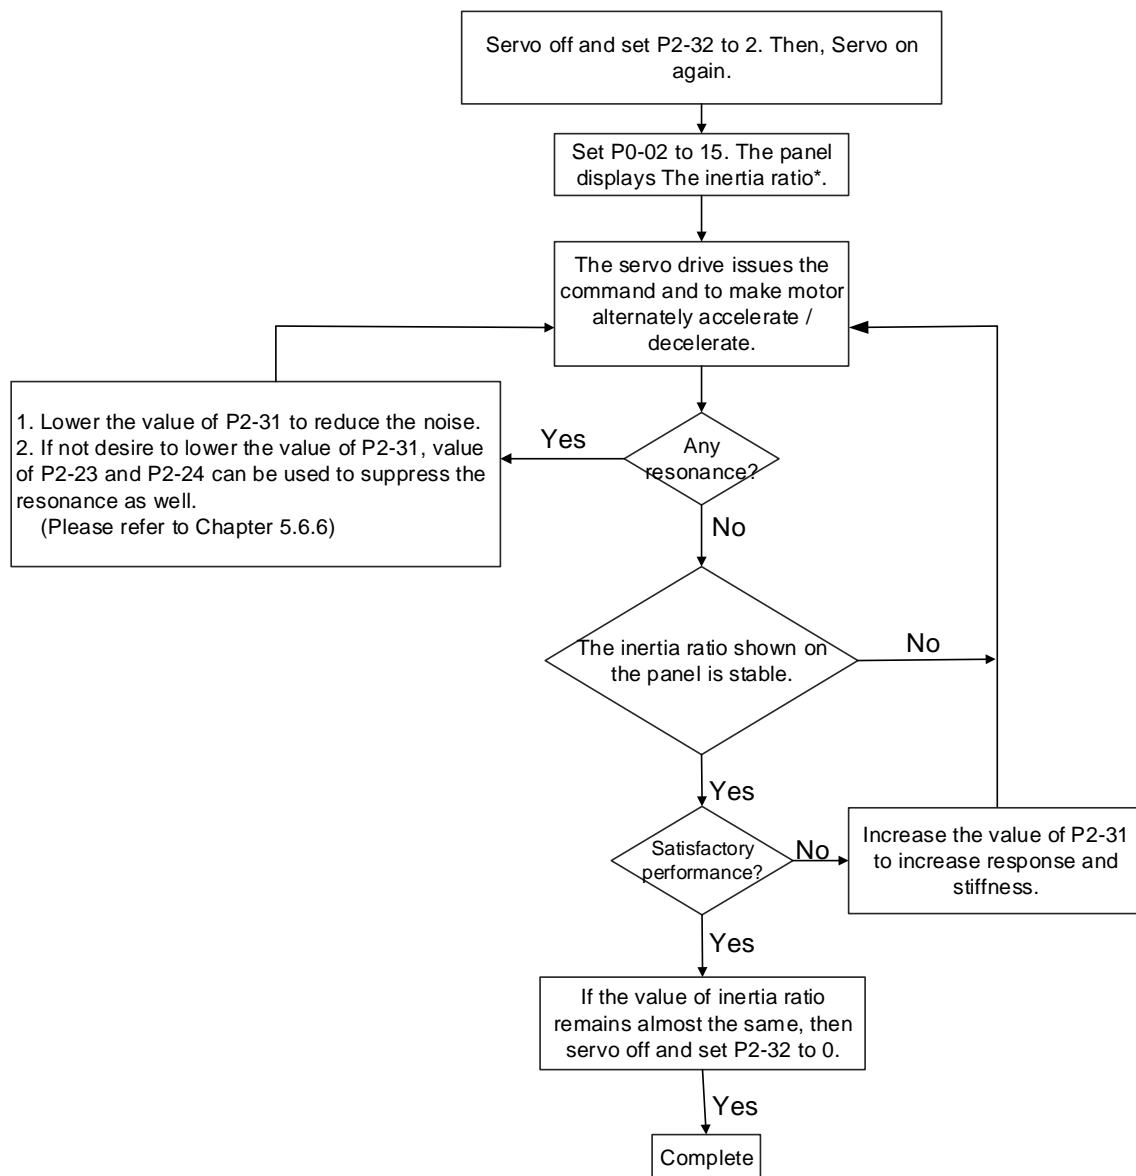 Servo off and set P2-32 to 2. Then, Servo on
again.
Set P0-02 to 15. The panel
displays The inertia ratio*.
The servo drive issues the
command and to make motor
alternately accelerate /
decelerate.
1. Lower the value of P2-31 to reduce the noise.
2. If not desire to lower the value of P2-31, value
of P2-23 and P2-24 can be used to suppress the
resonance as well.
(Please refer to Chapter 5.6.6)
Yes
Any
resonance?
No
The inertia ratio shown on
the panel is stable.
No
Yes
Satisfactory
performance?
No
Increase the value of P2-31
to increase response and
stiffness.
Yes
If the value of inertia ratio
remains almost the same, then
servo off and set P2-32 to 0.
Yes
Complete